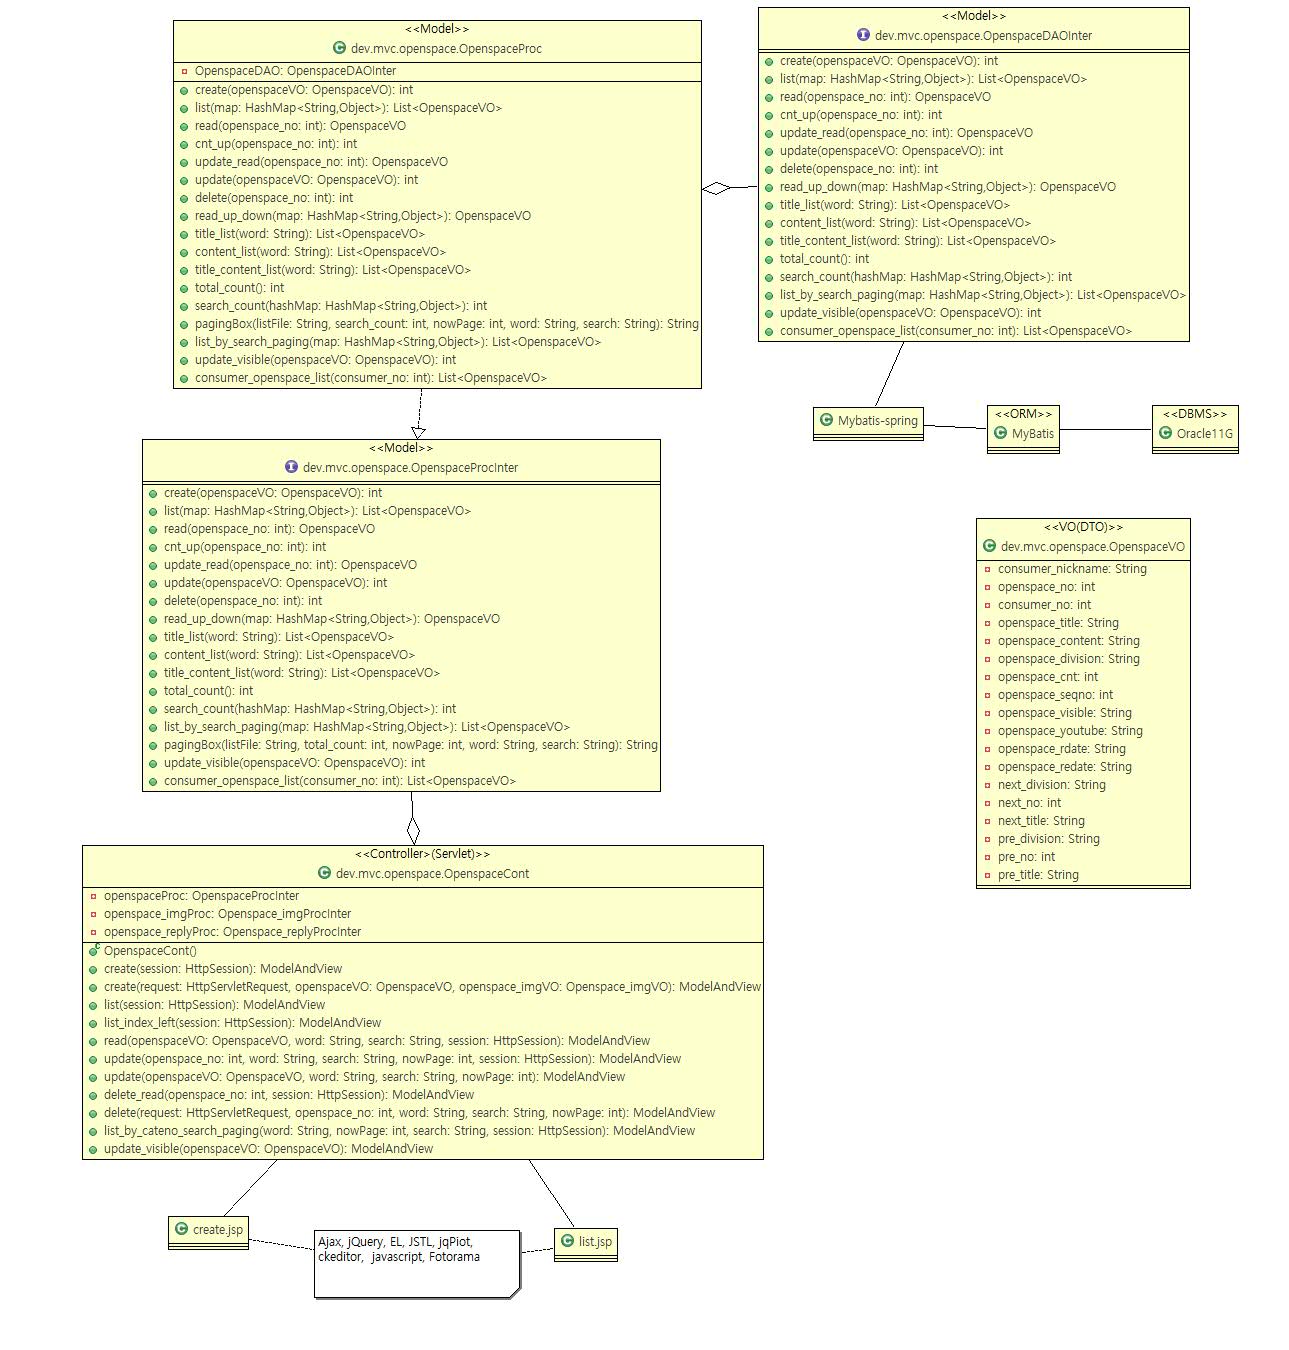 <<Model>>
dev.mvc.openspace.OpenspaceProc
OpenspaceDAO: OpenspaceDAOInter
create(openspaceVO: OpenspaceVO): int
list(map: HashMap<String,Object>): List<OpenspaceVO>
read(openspace_no: int): OpenspaceVO
cnt_up(openspace_no: int): int
update_read(openspace_no: int): OpenspaceVO
update(openspaceVO: OpenspaceVO): int
delete(openspace_no: int): int
read_up_down(map: HashMap<String,Object>): OpenspaceVO
title_list(word: String): List<OpenspaceVO>
content_list(word: String): List<OpenspaceVO>
title_content_list(word: String): List<OpenspaceVO>
total_count(): int
search_count(hashMap: HashMap<String,Object>): int
pagingBox(listFile: String, search_count: int, nowPage: int, word: String, search: String): String
list_by_search_paging(map: HashMap<String,Object>): List<OpenspaceVO>
update_visible(openspaceVO: OpenspaceVO): int
consumer_openspace_list(consumer_no: int): List<OpenspaceVO>
<<Model>>
dev.mvc.openspace.OpenspaceDAOInter
create(openspaceVO: OpenspaceVO): int
list(map: HashMap<String,Object>): List<OpenspaceVO>
read(openspace_no: int): OpenspaceVO
cnt_up(openspace_no: int): int
update_read(openspace_no: int): OpenspaceVO
update(openspaceVO: OpenspaceVO): int
delete(openspace_no: int): int
read_up_down(map: HashMap<String,Object>): OpenspaceVO
title_list(word: String): List<OpenspaceVO>
content_list(word: String): List<OpenspaceVO>
title_content_list(word: String): List<OpenspaceVO>
total_count(): int
search_count(hashMap: HashMap<String,Object>): int
list_by_search_paging(map: HashMap<String,Object>): List<OpenspaceVO>
update_visible(openspaceVO: OpenspaceVO): int
consumer_openspace_list(consumer_no: int): List<OpenspaceVO>
Mybatis-spring
<<ORM>>
MyBatis
<<DBMS>>
Oracle11G
<<Model>>
dev.mvc.openspace.OpenspaceProcInter
create(openspaceVO: OpenspaceVO): int
list(map: HashMap<String,Object>): List<OpenspaceVO>
read(openspace_no: int): OpenspaceVO
cnt_up(openspace_no: int): int
update_read(openspace_no: int): OpenspaceVO
update(openspaceVO: OpenspaceVO): int
delete(openspace_no: int): int
read_up_down(map: HashMap<String,Object>): OpenspaceVO
title_list(word: String): List<OpenspaceVO>
content_list(word: String): List<OpenspaceVO>
title_content_list(word: String): List<OpenspaceVO>
total_count(): int
search_count(hashMap: HashMap<String,Object>): int
list_by_search_paging(map: HashMap<String,Object>): List<OpenspaceVO>
pagingBox(listFile: String, total_count: int, nowPage: int, word: String, search: String): String
update_visible(openspaceVO: OpenspaceVO): int
consumer_openspace_list(consumer_no: int): List<OpenspaceVO>
<<VO(DTO)>>
dev.mvc.openspace.OpenspaceVO
consumer_nickname: String
openspace_no: int
consumer_no: int
openspace_title: String
openspace_content: String
openspace_division: String
openspace_cnt: int
openspace_seqno: int
openspace_visible: String
openspace_youtube: String
openspace_rdate: String
openspace_redate: String
next_division: String
next_no: int
next_title: String
pre_division: String
pre_no: int
pre_title: String
<<Controller>(Servlet)>>
dev.mvc.openspace.OpenspaceCont
openspaceProc: OpenspaceProcInter
openspace_imgProc: Openspace_imgProcInter
openspace_replyProc: Openspace_replyProcInter
OpenspaceCont()
create(session: HttpSession): ModelAndView
create(request: HttpServletRequest, openspaceVO: OpenspaceVO, openspace_imgVO: Openspace_imgVO): ModelAndView
list(session: HttpSession): ModelAndView
list_index_left(session: HttpSession): ModelAndView
read(openspaceVO: OpenspaceVO, word: String, search: String, session: HttpSession): ModelAndView
update(openspace_no: int, word: String, search: String, nowPage: int, session: HttpSession): ModelAndView
update(openspaceVO: OpenspaceVO, word: String, search: String, nowPage: int): ModelAndView
delete_read(openspace_no: int, session: HttpSession): ModelAndView
delete(request: HttpServletRequest, openspace_no: int, word: String, search: String, nowPage: int): ModelAndView
list_by_cateno_search_paging(word: String, nowPage: int, search: String, session: HttpSession): ModelAndView
update_visible(openspaceVO: OpenspaceVO): ModelAndView
create.jsp
Ajax, jQuery, EL, JSTL, jqPiot,
ckeditor, javascript, Fotorama
list.jsp